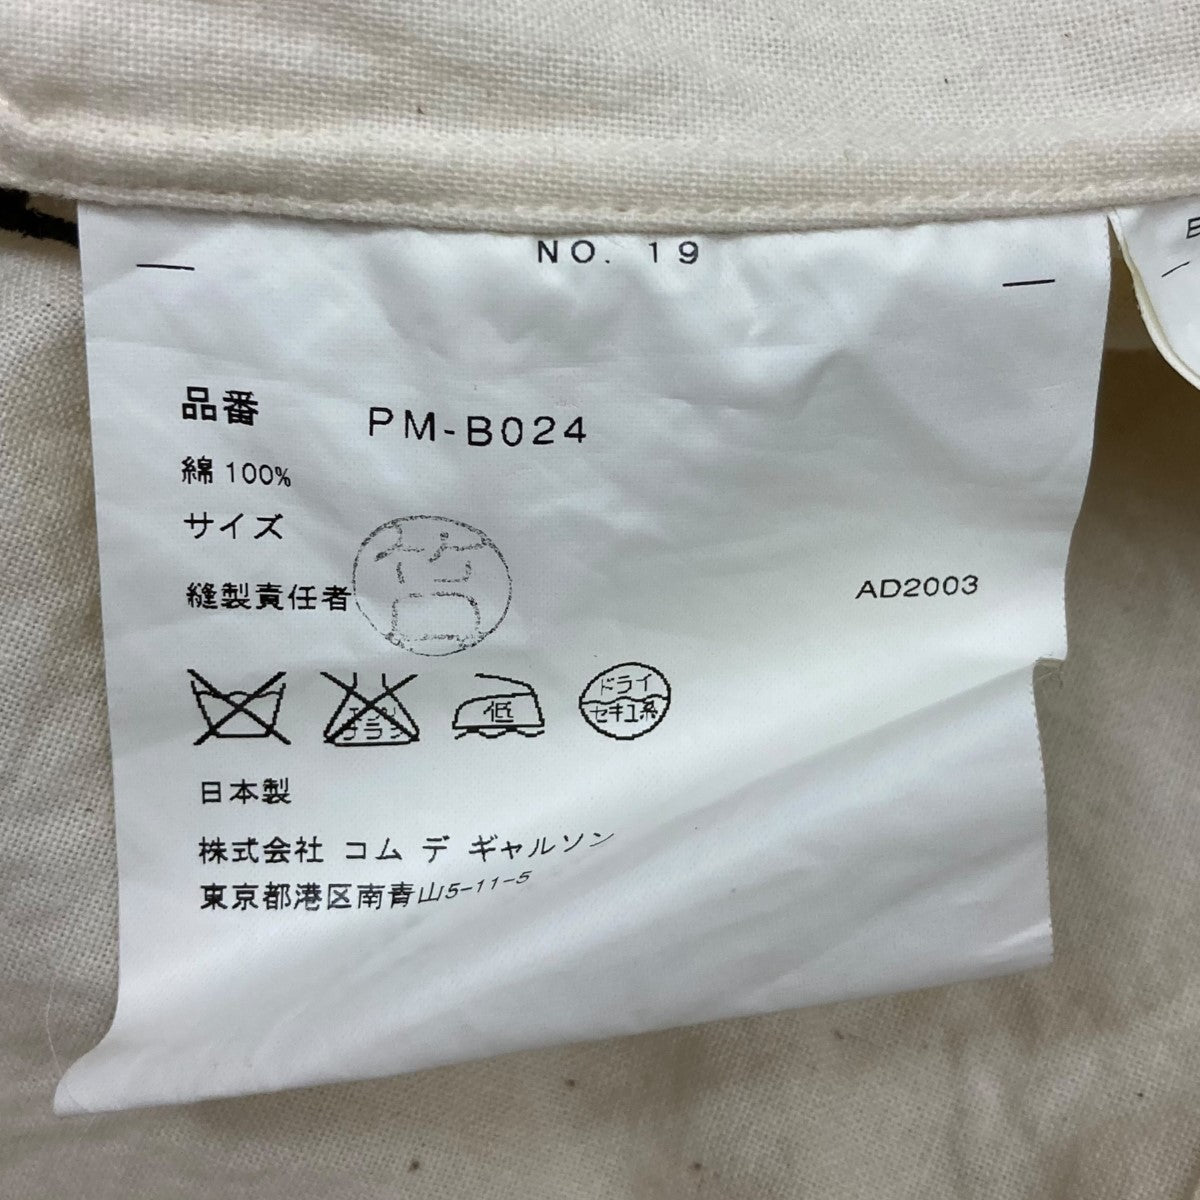 NO. 19
品番 PM-B024
綿 100%
サイズ
縫製責任者
AD2003
低
ドライ
セキユ系
日本製
株式会社 コム デ ギャルソン
東京都港区南青山5-11-5